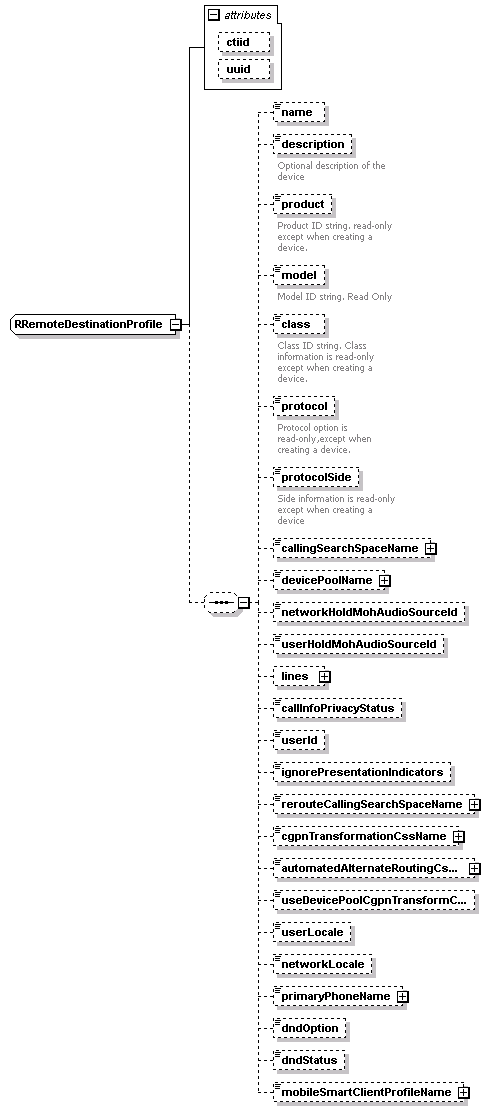 attributes
ctiid
uuid
name
description
Optional description of the
device
product
Product ID string. read-only
except when creating a
device.
model
Model ID string. Read Only
RRemoteDestinationProfile
class
Class ID string. Class
information is read-only
except when creating a
device.
protocol
Protocol option is
read-only,except when
creating a device.
protocolSide
Side information is read-only
except when creating a
device
callingSearchSpaceName
devicePoolName
networkHoldMohAudioSourceId
userHoldMohAudioSourceId
lines
callInfoPrivacyStatus
userId
ignorePresentationIndicators
rerouteCallingSearchSpaceName
cgpnTransformationCssName
automatedAlternateRoutingCs...
useDevicePoolCgpnTransformC...
userLocale
networkLocale
primaryPhoneName
dndOption
dndStatus
mobileSmartClientProfileName